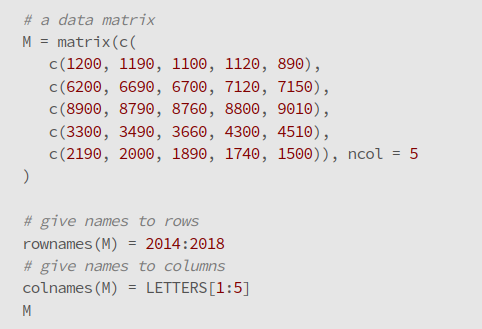 # a data matrix
M = matrix(c(
   c(1200, 1190, 1100, 1120, 890),
   c(6200, 6690, 6700, 7120, 7150),
   c(8900, 8790, 8760, 8800, 9010),
   c(3300, 3490, 3660, 4300, 4510),
   c(2190, 2000, 1890, 1740, 1500)), ncol = 5
)

# give names to rows
rownames(M) = 2014:2018
# give names to columns
colnames(M) = LETTERS[1:5]
M